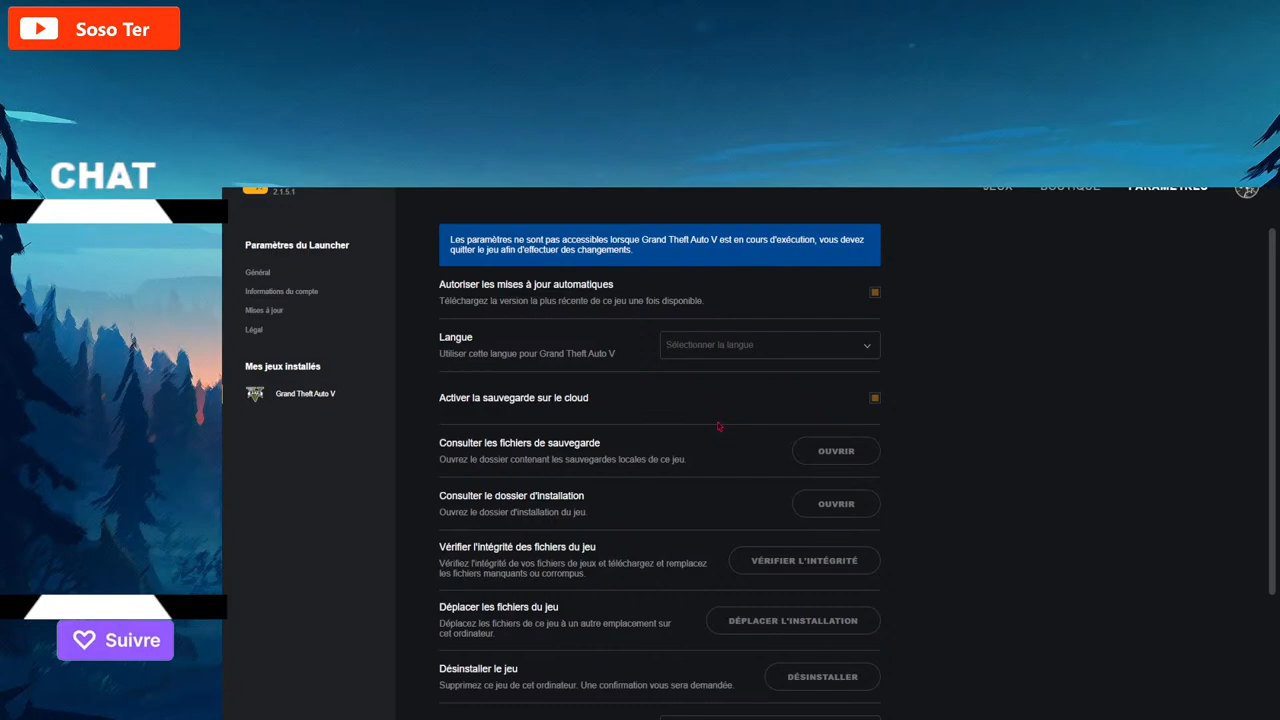 Soso Ter
CHAT
2.1.5.1
JEUX BOUTIQUE PARAMÈTRES
Paramètres du Launcher
Général
Informations du compte
Mises à jour
Légal
Mes jeux installés
Grand Theft Auto V
Les paramètres ne sont pas accessibles lorsque Grand Theft Auto V est en cours d'exécution, vous devez
quitter le jeu afin d'effectuer des changements.
Autoriser les mises à jour automatiques
Téléchargez la version la plus récente de ce jeu une fois disponible.
Langue
Utiliser cette langue pour Grand Theft Auto V
Sélectionner la langue
Activer la sauvegarde sur le cloud
Consulter les fichiers de sauvegarde
Ouvrez le dossier contenant les sauvegardes locales de ce jeu.
OUVRIR
Consulter le dossier d'installation
Ouvrez le dossier d'installation du jeu.
OUVRIR
Vérifier l'intégrité des fichiers du jeu
Vérifiez l'intégrité de vos fichiers de jeux et téléchargez et remplacez
les fichiers manquants ou corrompus.
VÉRIFIER L'INTÉGRITÉ
Déplacer les fichiers du jeu
Déplacez les fichiers de ce jeu à un autre emplacement sur
cet ordinateur.
DÉPLACER L'INSTALLATION
Désinstaller le jeu
Supprimez ce jeu de cet ordinateur. Une confirmation vous sera demandée.
DÉSINSTALLER
Suivre